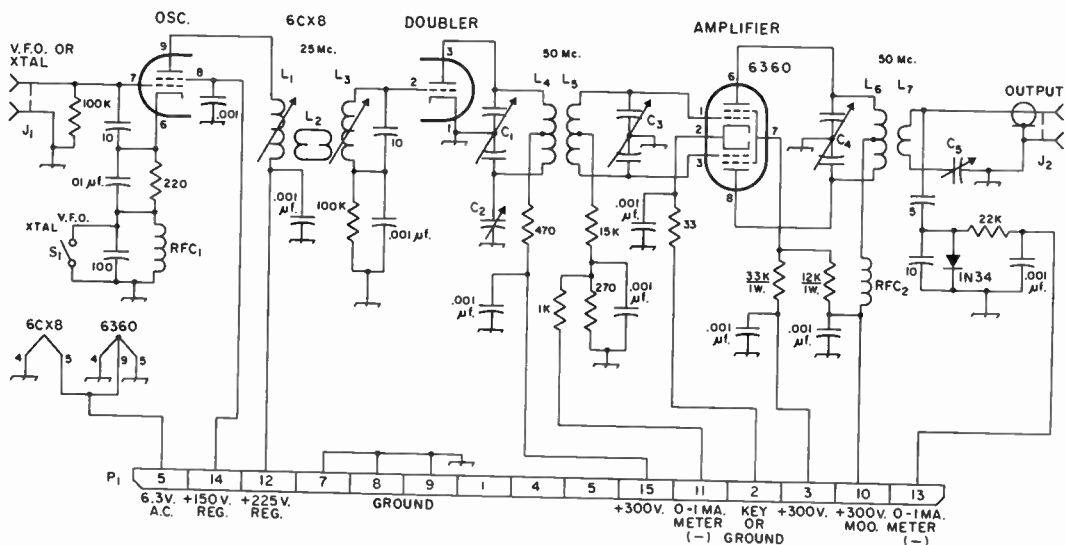 OSC.
6CX8
DOUBLER
AMPLIFIER
V.F.O. OR
XTAL
25 Mc.
50 Mc.
6360
50 Mc.
9
7
8
6
J1
100K
10
.001
.01 μf.
220
XTAL
V.F.O.
S1
100
RFC1
L1
L2
L3
.001
μf.
100K
10
.001 μf.
3
2
1
C1
C2
L4
L5
470
.001
μf.
C3
15K
1K
270
.001
μf.
.001
μf.
33
6
1
2
3
7
8
C4
33K
1W.
12K
1W.
.001
μf.
.001
μf.
RFC2
L6
L7
OUTPUT
C5
J2
5
10
22K
1N34
.001
μf.
6CX8
6360
4
5
4
9
5
P1
5
14
12
7
8
9
1
4
5
15
11
2
3
10
13
6.3V.
A.C.
+150V.
REG.
+225V.
REG.
GROUND
+300V.
0-1MA.
METER
(-)
KEY
OR
GROUND
+300V.
+300V.
MOD.
0-1MA.
METER
(-)